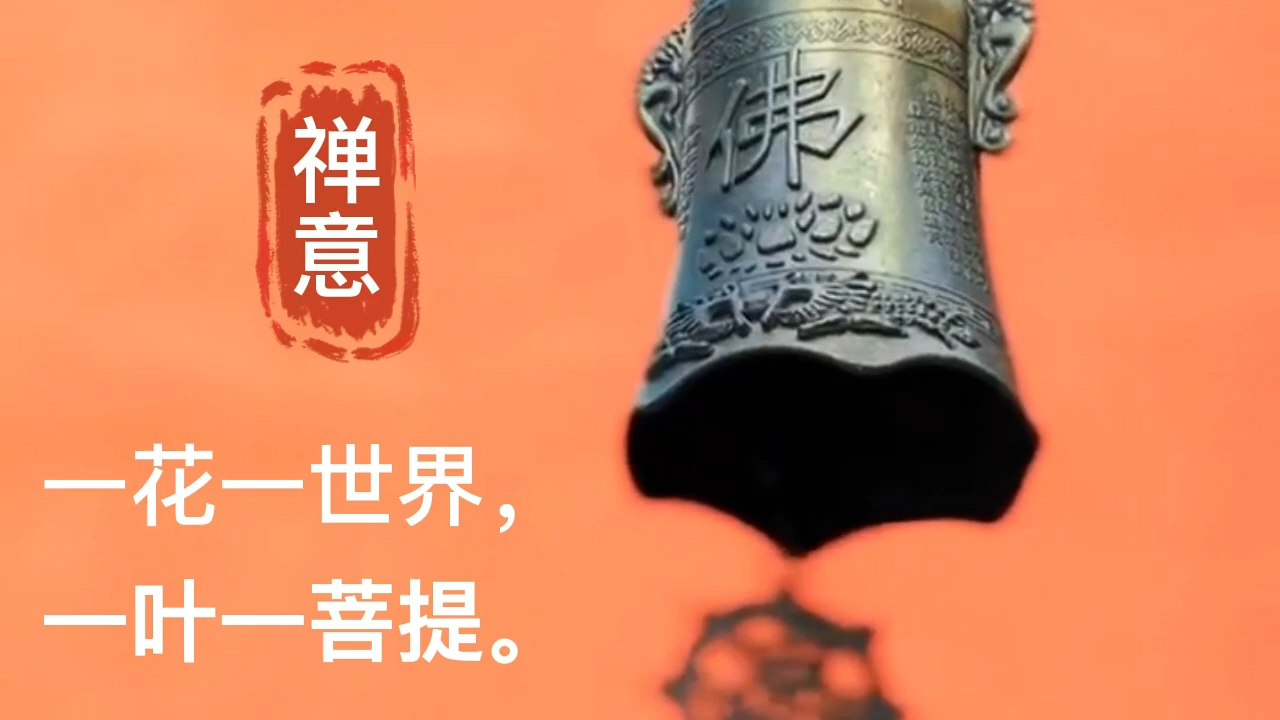 禅意
佛
一花一世界，
一叶一菩提。